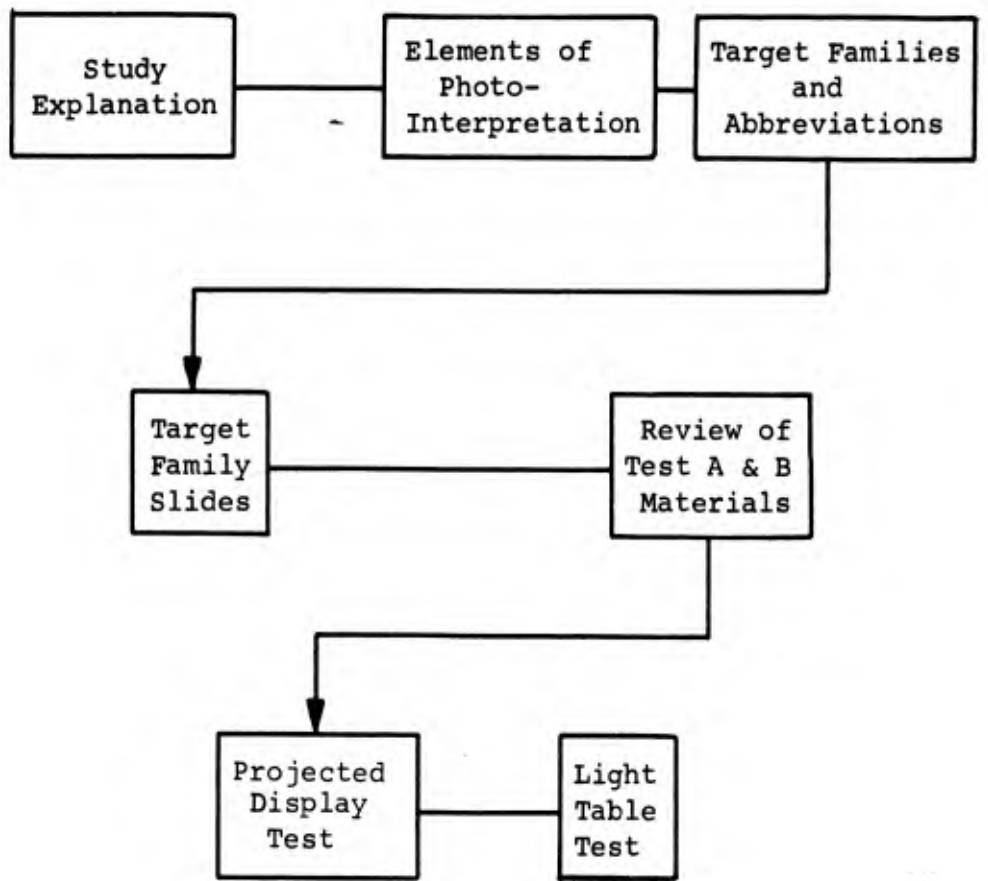 Study
Explanation
Elements of
Photo-
Interpretation
Target Families
and
Abbreviations
Target
Family
Slides
Review of
Test A & B
Materials
Projected
Display
Test
Light
Table
Test